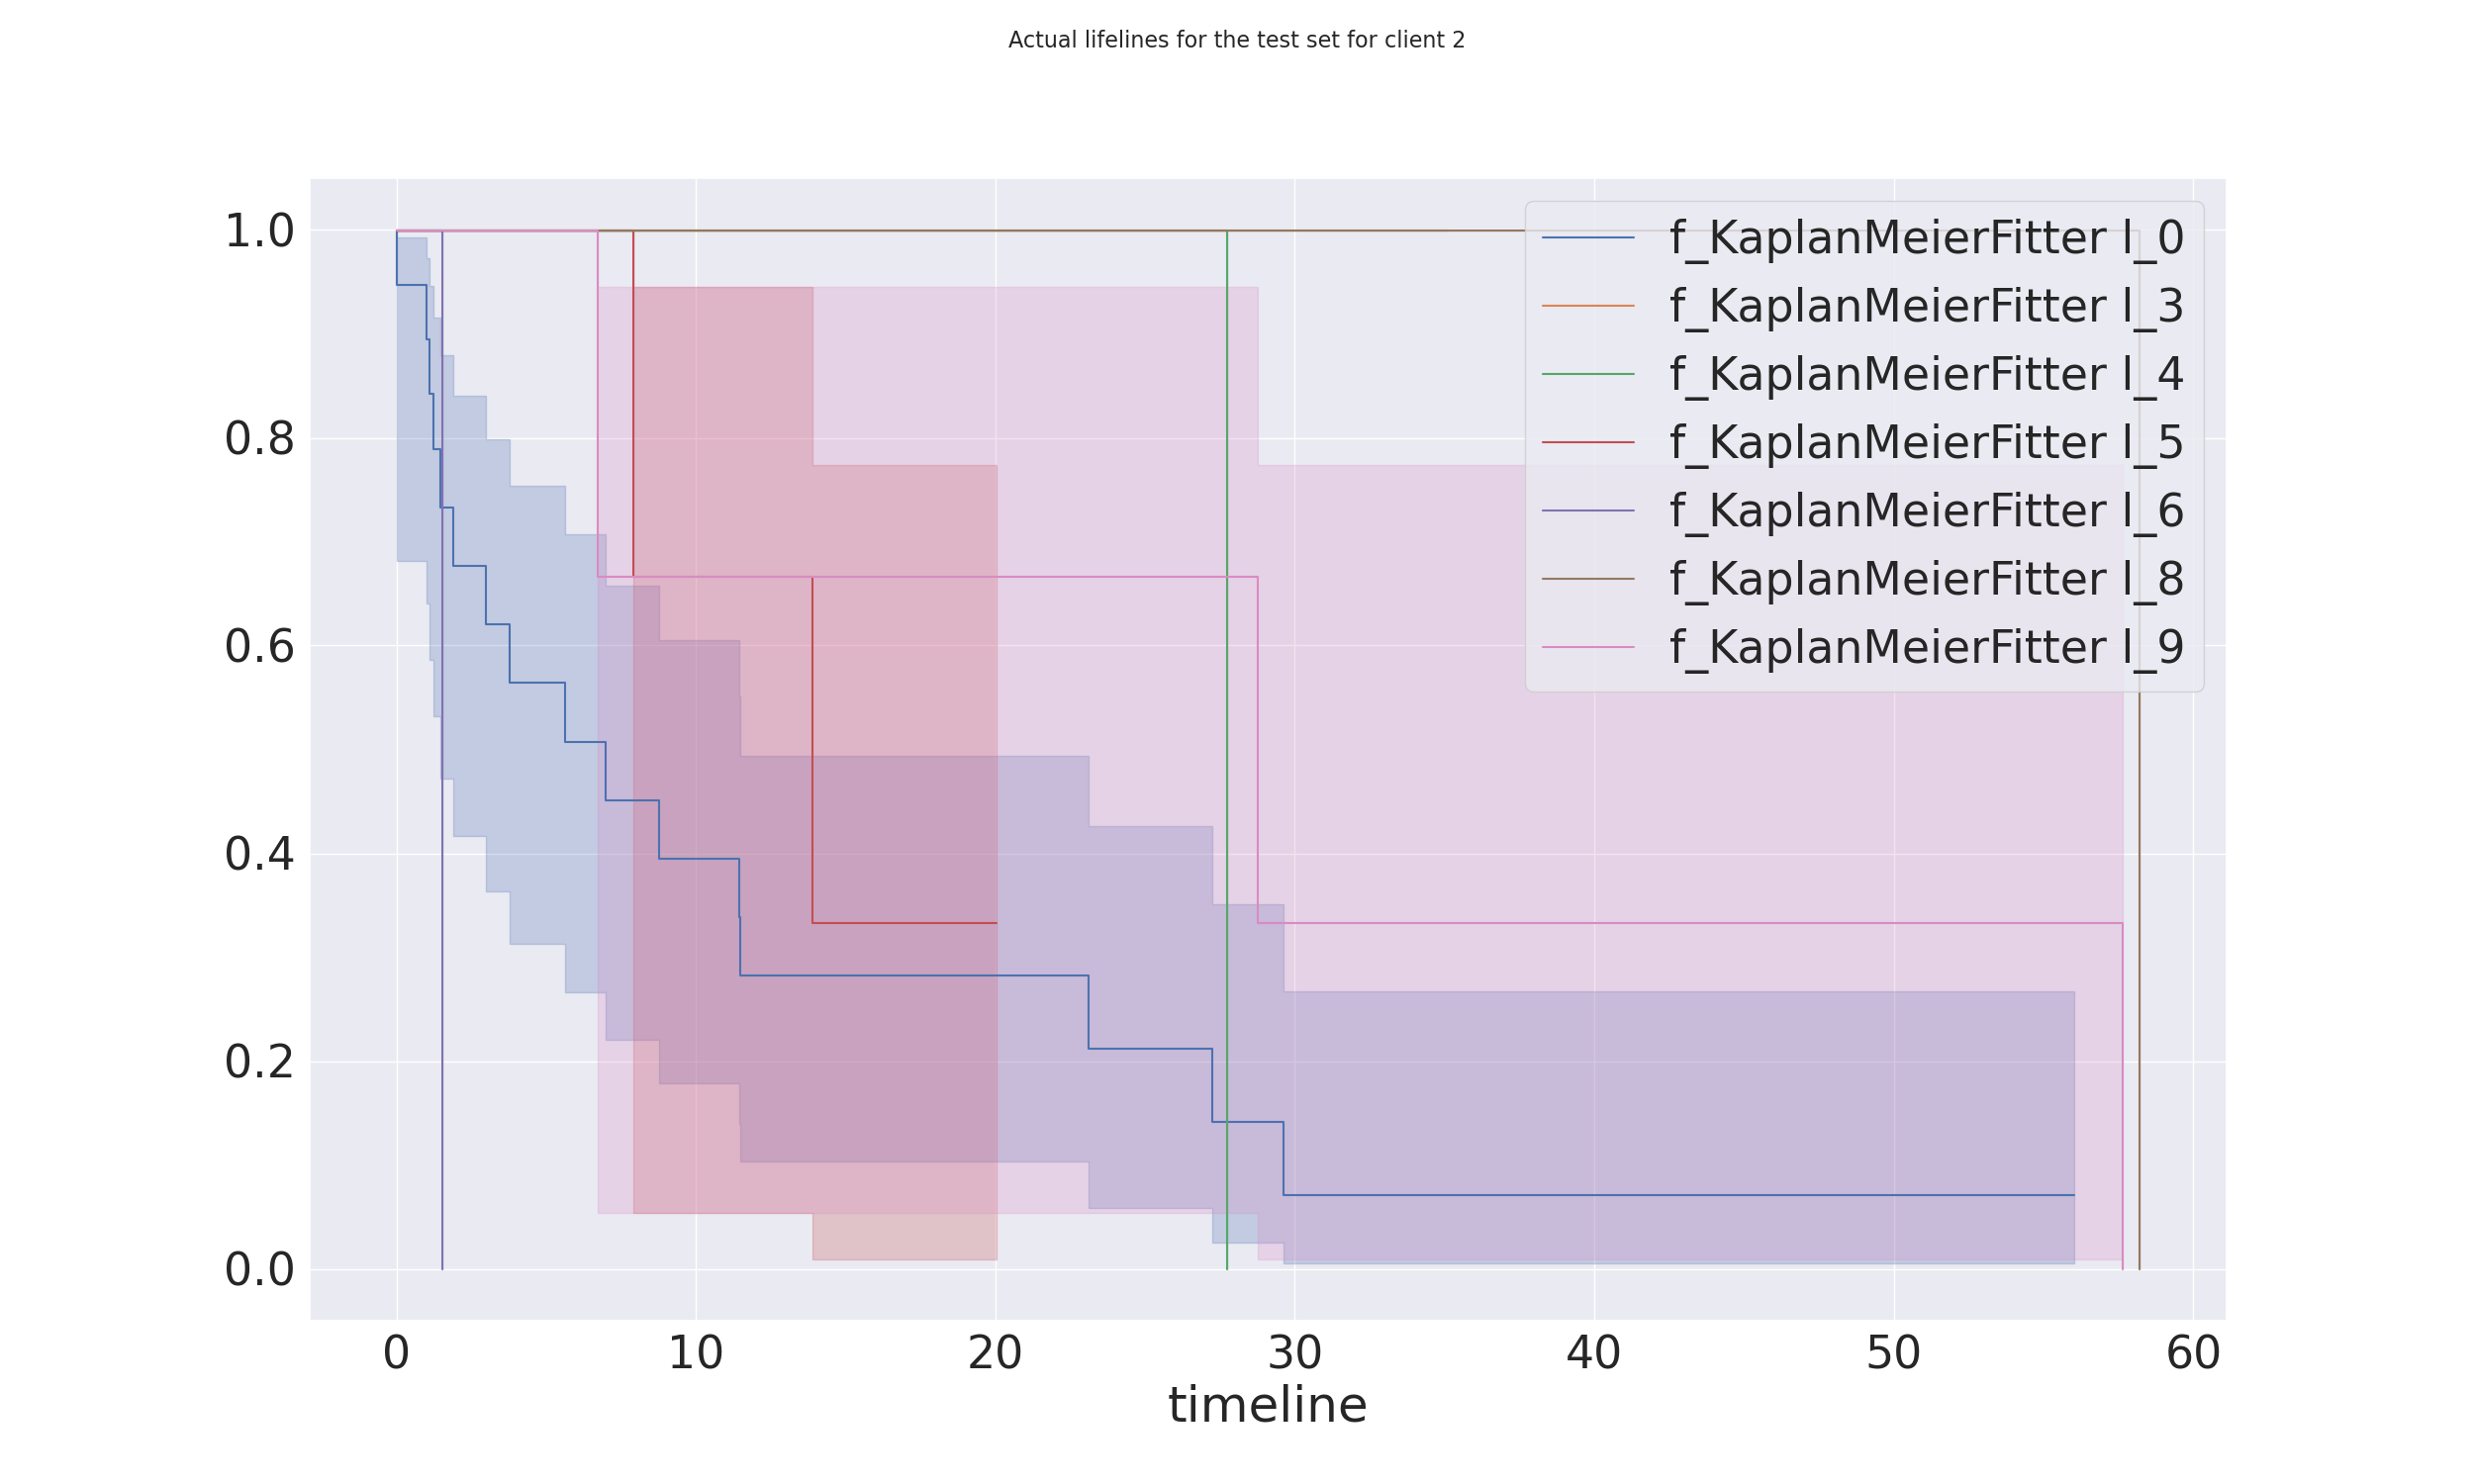 Actual lifelines for the test set for client 2
1.0
0.8
0.6
0.4
0.2
0.0
f_KaplanMeierFitter l_0
f_KaplanMeierFitter l_3
f_KaplanMeierFitter l_4
f_KaplanMeierFitter l_5
f_KaplanMeierFitter l_6
f_KaplanMeierFitter l_8
f_KaplanMeierFitter l_9
0 10 20 30 40 50 60
timeline